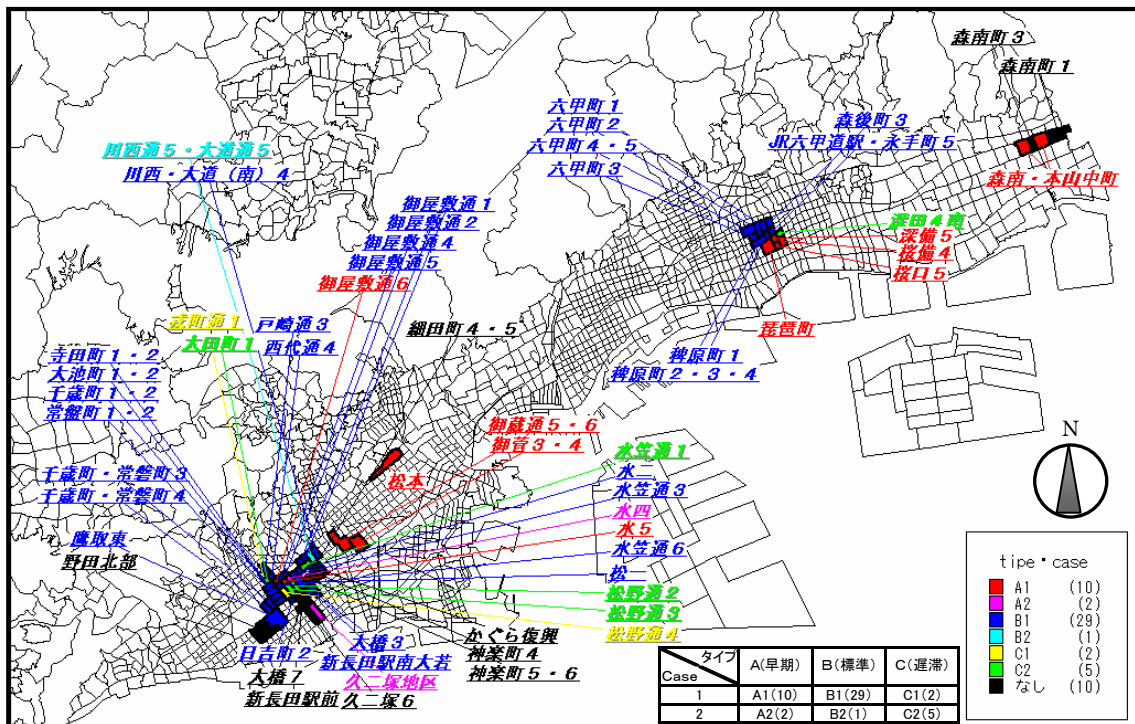 森南町3
森南町1
六甲町1
六甲町2
六甲町4・5
六甲町3
森後町3
JR六甲道駅・永手町5
森南・本山中町
川西通5・大道通5
川西・大道(南)4
御屋敷通1
御屋敷通2
御屋敷通4
御屋敷通5
御屋敷通6
深田4南
深備5
桜備4
桜口5
琵琶町
弐町通1
大田町1
戸崎通3
西代通4
細田町4・5
稗原町1
稗原町2・3・4
寺田町1・2
大池町1・2
千歳町1・2
常盤町1・2
御蔵通5・6
御菅3・4
松本
水笠通1
水二
水笠通3
水四
水5
水笠通6
松一
松野通2
松野通3
松野通4
千歳町・常磐町3
千歳町・常磐町4
鷹取東
野田北部
N
日吉町2
大橋7
新長田駅前
大橋3
新長田駅南大若
久二塚地区
久二塚6
かぐら復興
神楽町4
神楽町5・6
タイプ A(早期) B(標準) C(遅滞)
Case
1 A1(10) B1(29) C1(2)
2 A2(2) B2(1) C2(5)
tipe・case
A1 (10)
A2 (2)
B1 (29)
B2 (1)
C1 (2)
C2 (5)
なし (10)